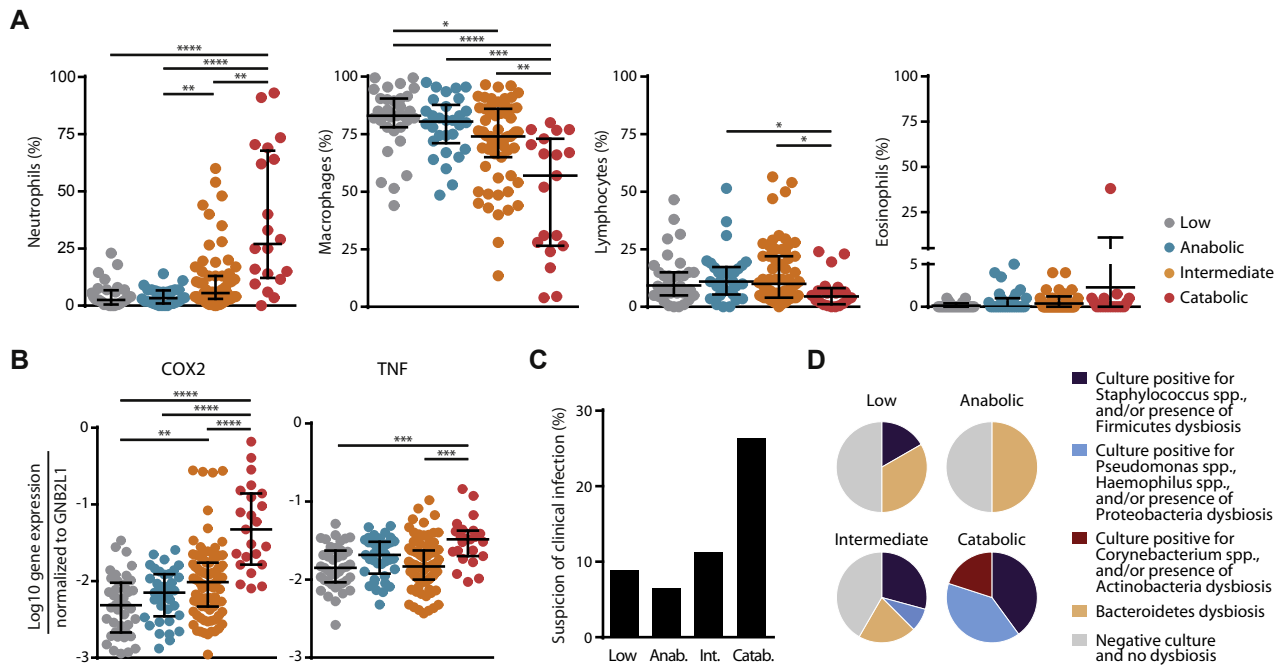 A
****
****
**
**
Neutrophils (%)
100
75
50
25
0
*
****
***
**
Macrophages (%)
100
75
50
25
0
*
*
Lymphocytes (%)
100
75
50
25
0
Eosinophils (%)
100
75
50
25
5
0
Low
Anabolic
Intermediate
Catabolic
B
COX2
****
****
**
****
Log10 gene expression
normalized to GNB2L1
0
-1
-2
-3
TNF
***
***
0
-1
-2
-3
C
Suspicion of clinical infection (%)
30
20
10
0
Low Anab. Int. Catab.
D
Low
Anabolic
Intermediate
Catabolic
Culture positive for
Staphylococcus spp.,
and/or presence of
Firmicutes dysbiosis
Culture positive for
Pseudomonas spp.,
Haemophilus spp.,
and/or presence of
Proteobacteria dysbiosis
Culture positive for
Corynebacterium spp.,
and/or presence of
Actinobacteria dysbiosis
Bacteroidetes dysbiosis
Negative culture
and no dysbiosis